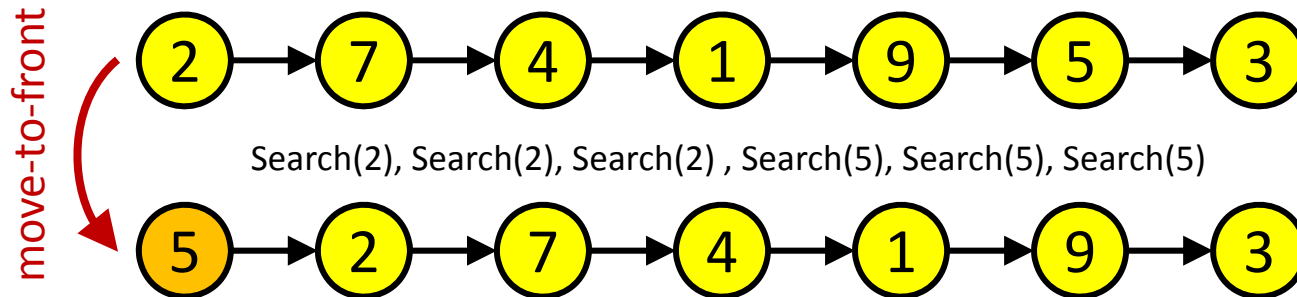 move-to-front
2 7 4 1 9 5 3
Search(2), Search(2), Search(2) , Search(5), Search(5), Search(5)
5 2 7 4 1 9 3